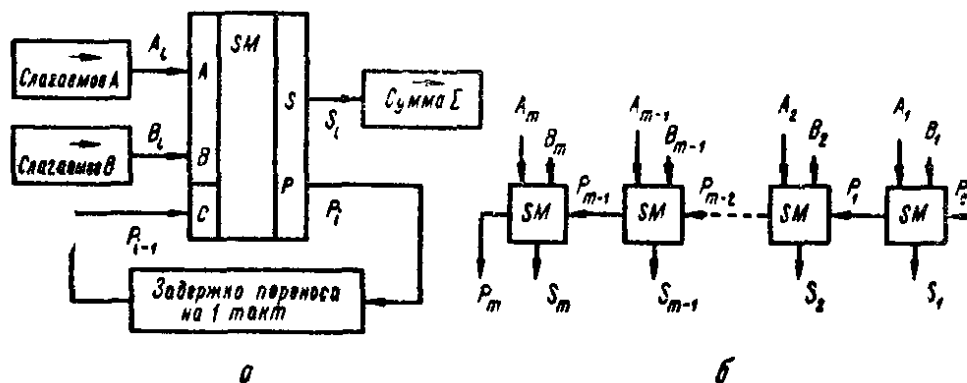 A_i
Слагаемое A
SM
A
B
C
S
P
S_i
Сумма Σ
B_i
Слагаемое B
P_i
P_{i-1}
Задержка переноса
на 1 такт
а
A_m
B_m
A_{m-1}
B_{m-1}
A_2
B_2
A_1
B_1
P_{m-1}
P_{m-2}
P_1
P_0
SM
SM
SM
SM
P_m
S_m
S_{m-1}
S_2
S_1
б